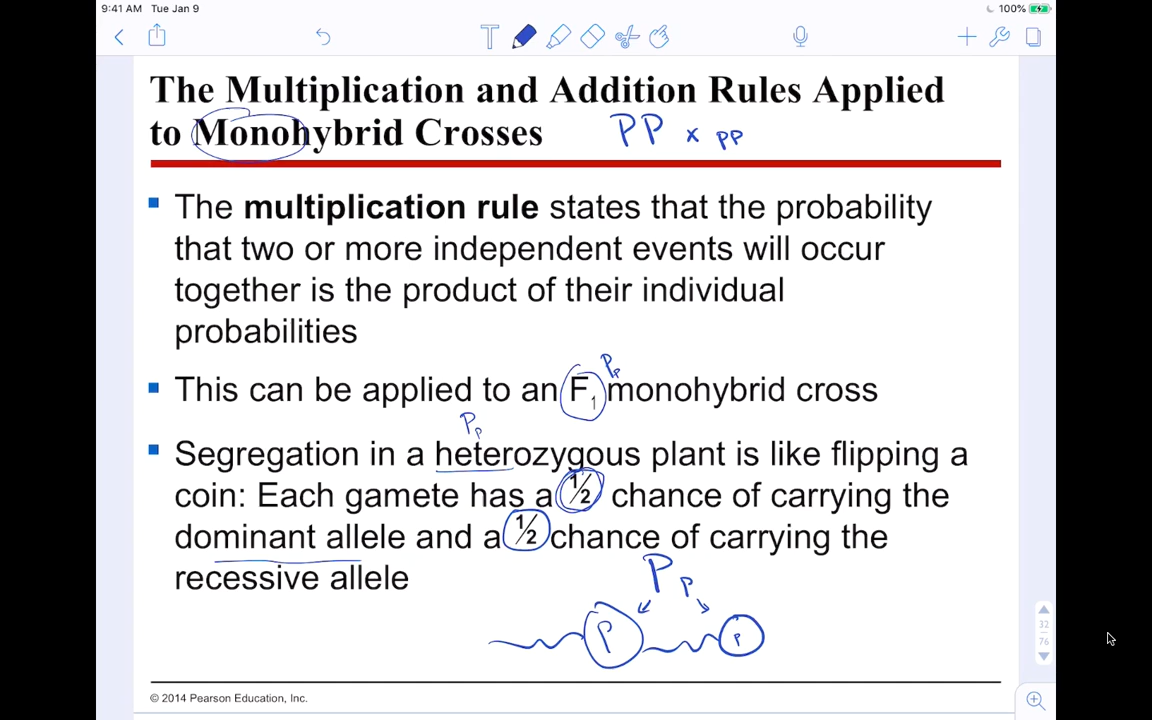 9:41 AM Tue Jan 9
100%
The Multiplication and Addition Rules Applied
to Monohybrid Crosses PP x pp
The multiplication rule states that the probability
that two or more independent events will occur
together is the product of their individual
probabilities
Pp
This can be applied to an F1 monohybrid cross
Pp
Segregation in a heterozygous plant is like flipping a
coin: Each gamete has a ½ chance of carrying the
dominant allele and a ½ chance of carrying the
recessive allele
Pp
P p
32
76
© 2014 Pearson Education, Inc.